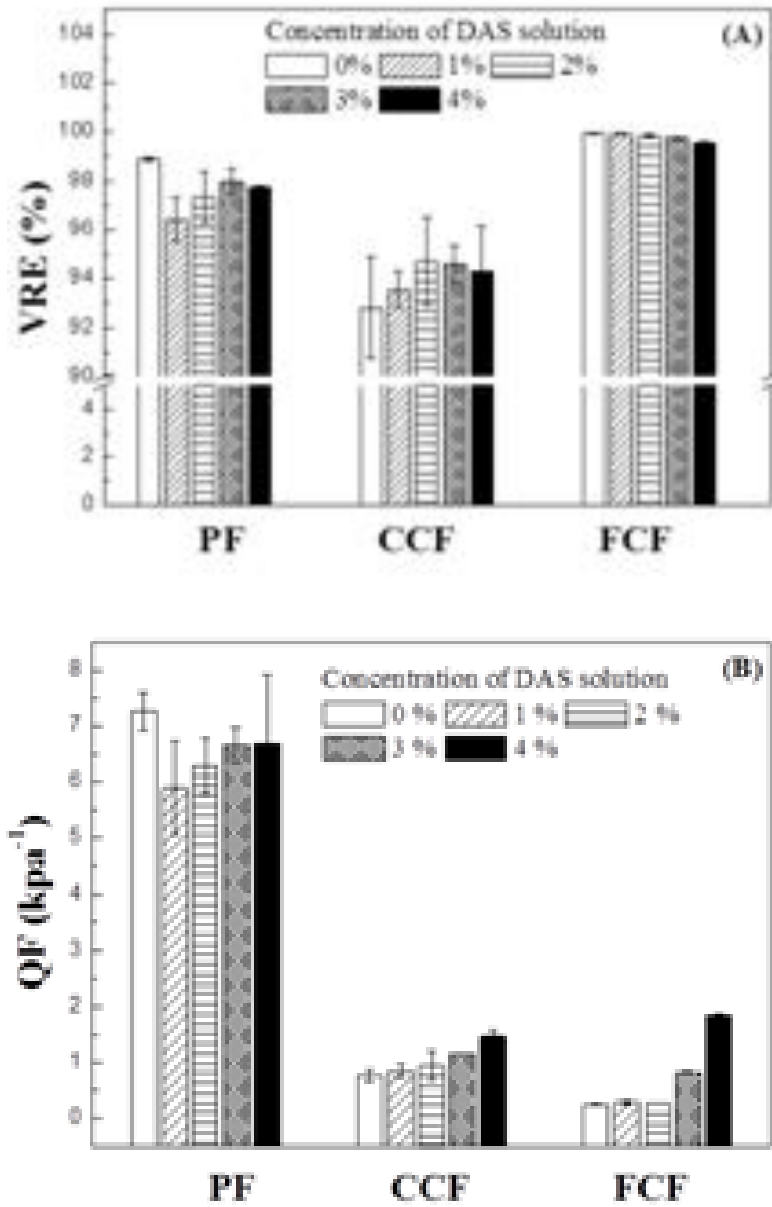 (A)
Concentration of DAS solution
0% 1% 2%
3% 4%
104
102
100
98
96
94
92
90
4
2
0
VRE (%)
PF CCF FCF
(B)
Concentration of DAS solution
0 % 1 % 2 %
3 % 4 %
8
7
6
5
4
3
2
1
0
QF (kpa⁻¹)
PF CCF FCF